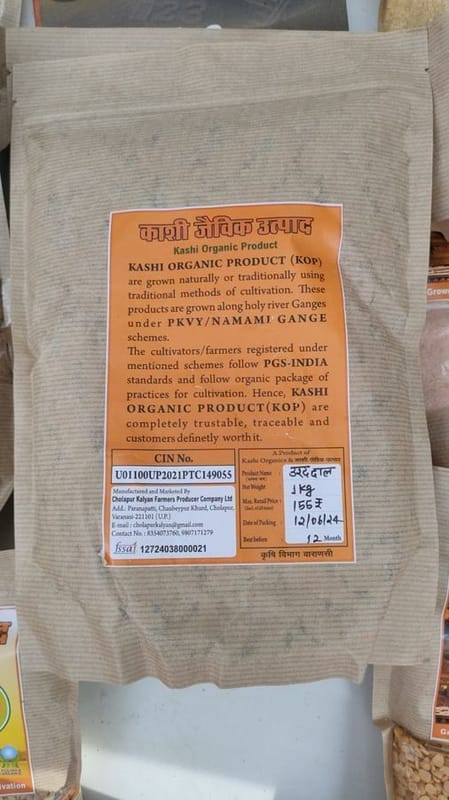 काशी जैविक उत्पाद
Kashi Organic Product
KASHI ORGANIC PRODUCT (KOP)
are grown naturally or traditionally using
traditional methods of cultivation. These
products are grown along holy river Ganges
under PKVY/NAMAMI GANGE
schemes.
The cultivators/farmers registered under
mentioned schemes follow PGS-INDIA
standards and follow organic package of
practices for cultivation. Hence, KASHI
ORGANIC PRODUCT(KOP) are
completely trustable, traceable and
customers definetly worth it.
CIN No.
U01100UP2021PTC149055
Manufactured and Marketed By
Cholapur Kalyan Farmers Producer Company Ltd
Add.: Paranapatti, Chaubeypur Khurd, Cholapur,
Varanasi-221101 (U.P.)
E-mail : cholapurkalyan@gmail.com
Contact No. : 8354073760, 9807171279
fssai 12724038000021
A Product of
Kashi Organics & काशी जैविक उत्पाद
Product Name उरद दाल
Net Weight 1kg
Max. Retail Price : 155₹
Date of Packing : 12/06/24
Best before 12 Month
कृषि विभाग वाराणसी
Grow
ivation